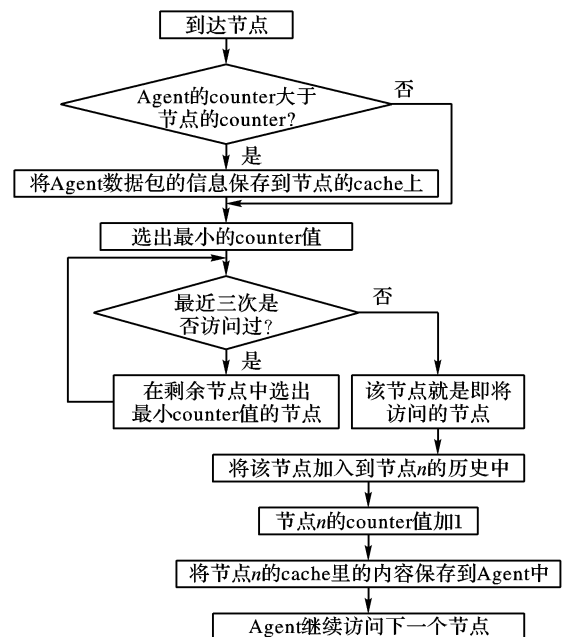 到达节点
Agent的counter大于
节点的counter?
否
是
将Agent数据包的信息保存到节点的cache上
选出最小的counter值
最近三次是
否访问过?
否
是
在剩余节点中选出
最小counter值的节点
该节点就是即将
访问的节点
将该节点加入到节点n的历史中
节点n的counter值加1
将节点n的cache里的内容保存到Agent中
Agent继续访问下一个节点